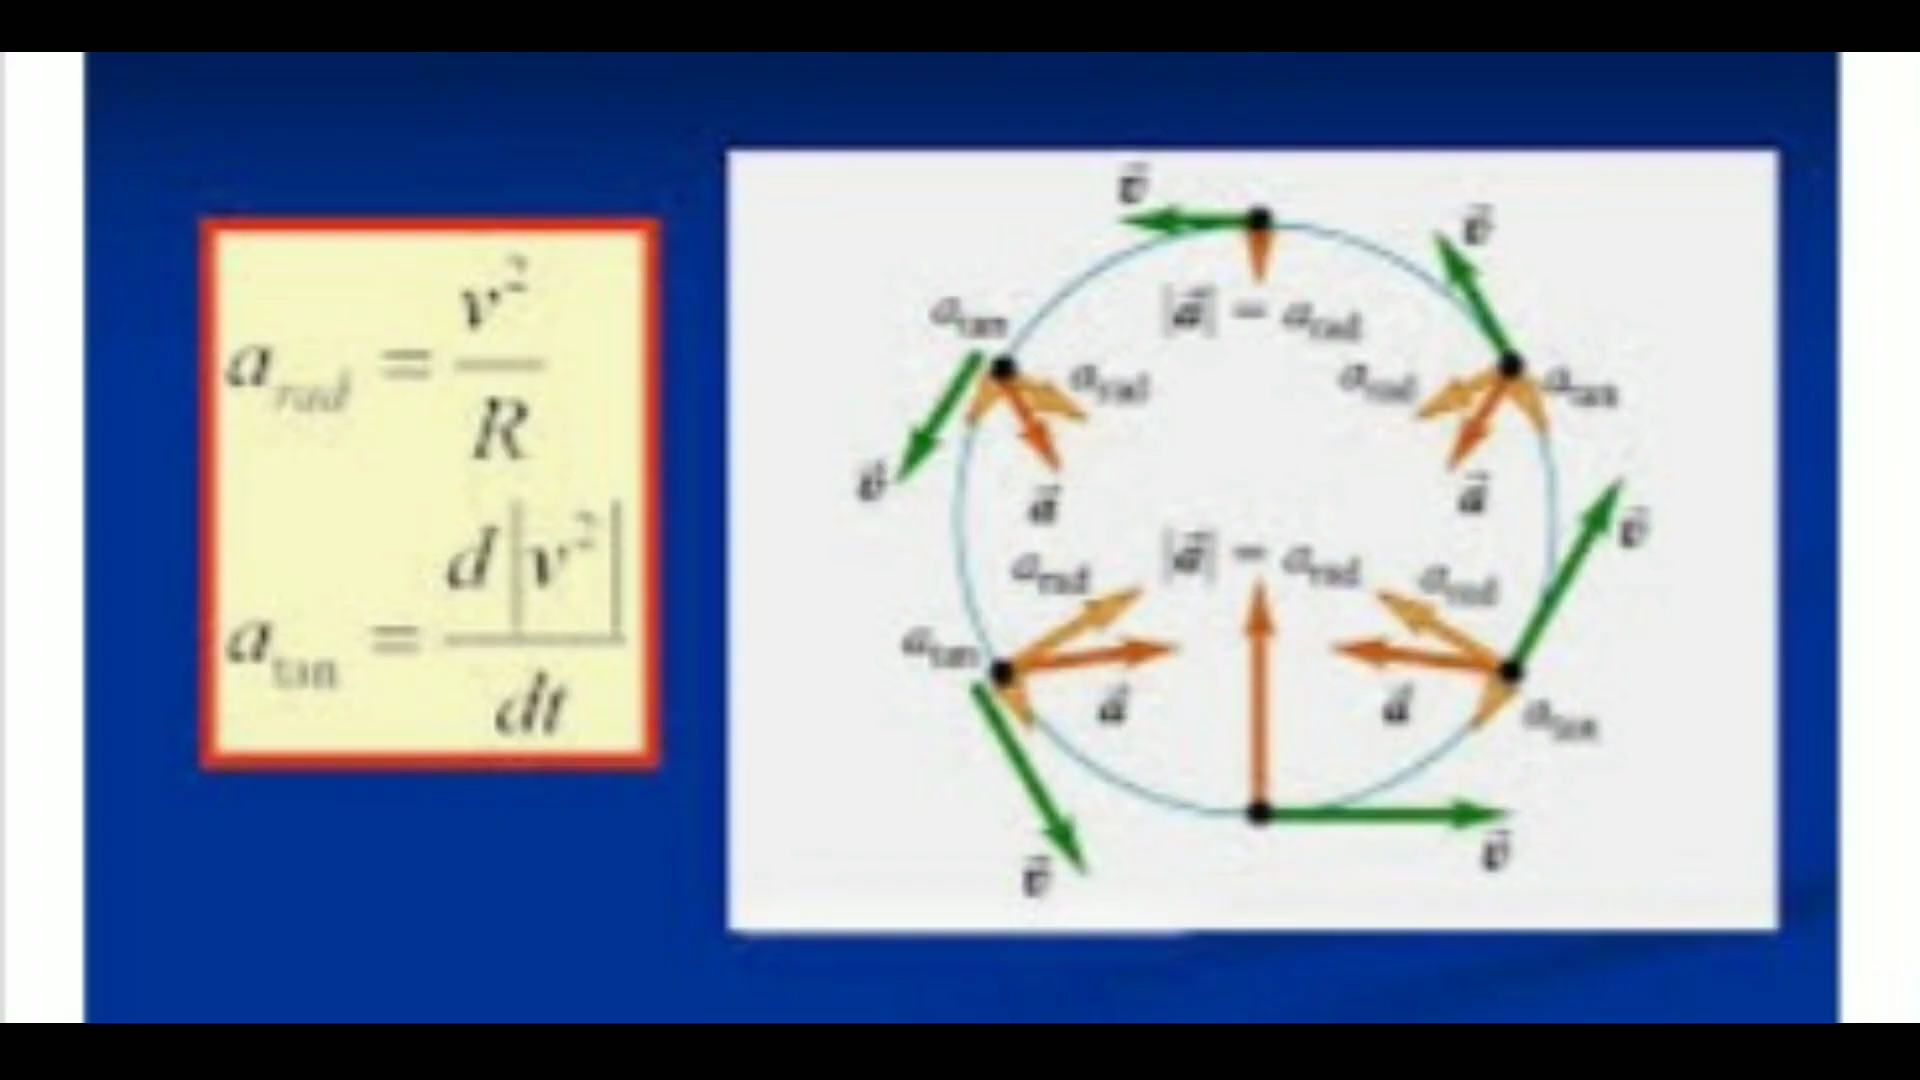 a_rad = v² / R
a_tan = d|v²| / dt
v⃗
v⃗
a_tan
|a⃗| = a_rad
a_rad
a_rad
a_tan
v⃗
a⃗
a⃗
v⃗
a_rad
|a⃗| = a_rad
a_rad
a_tan
a⃗
a⃗
a_tan
v⃗
v⃗